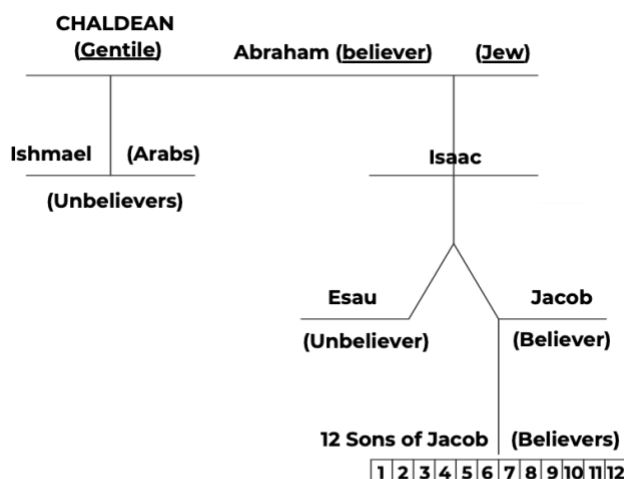 CHALDEAN
(Gentile) Abraham (believer) (Jew)
Ishmael (Arabs) Isaac
(Unbelievers)
Esau Jacob
(Unbeliever) (Believer)
12 Sons of Jacob (Believers)
1 2 3 4 5 6 7 8 9 10 11 12